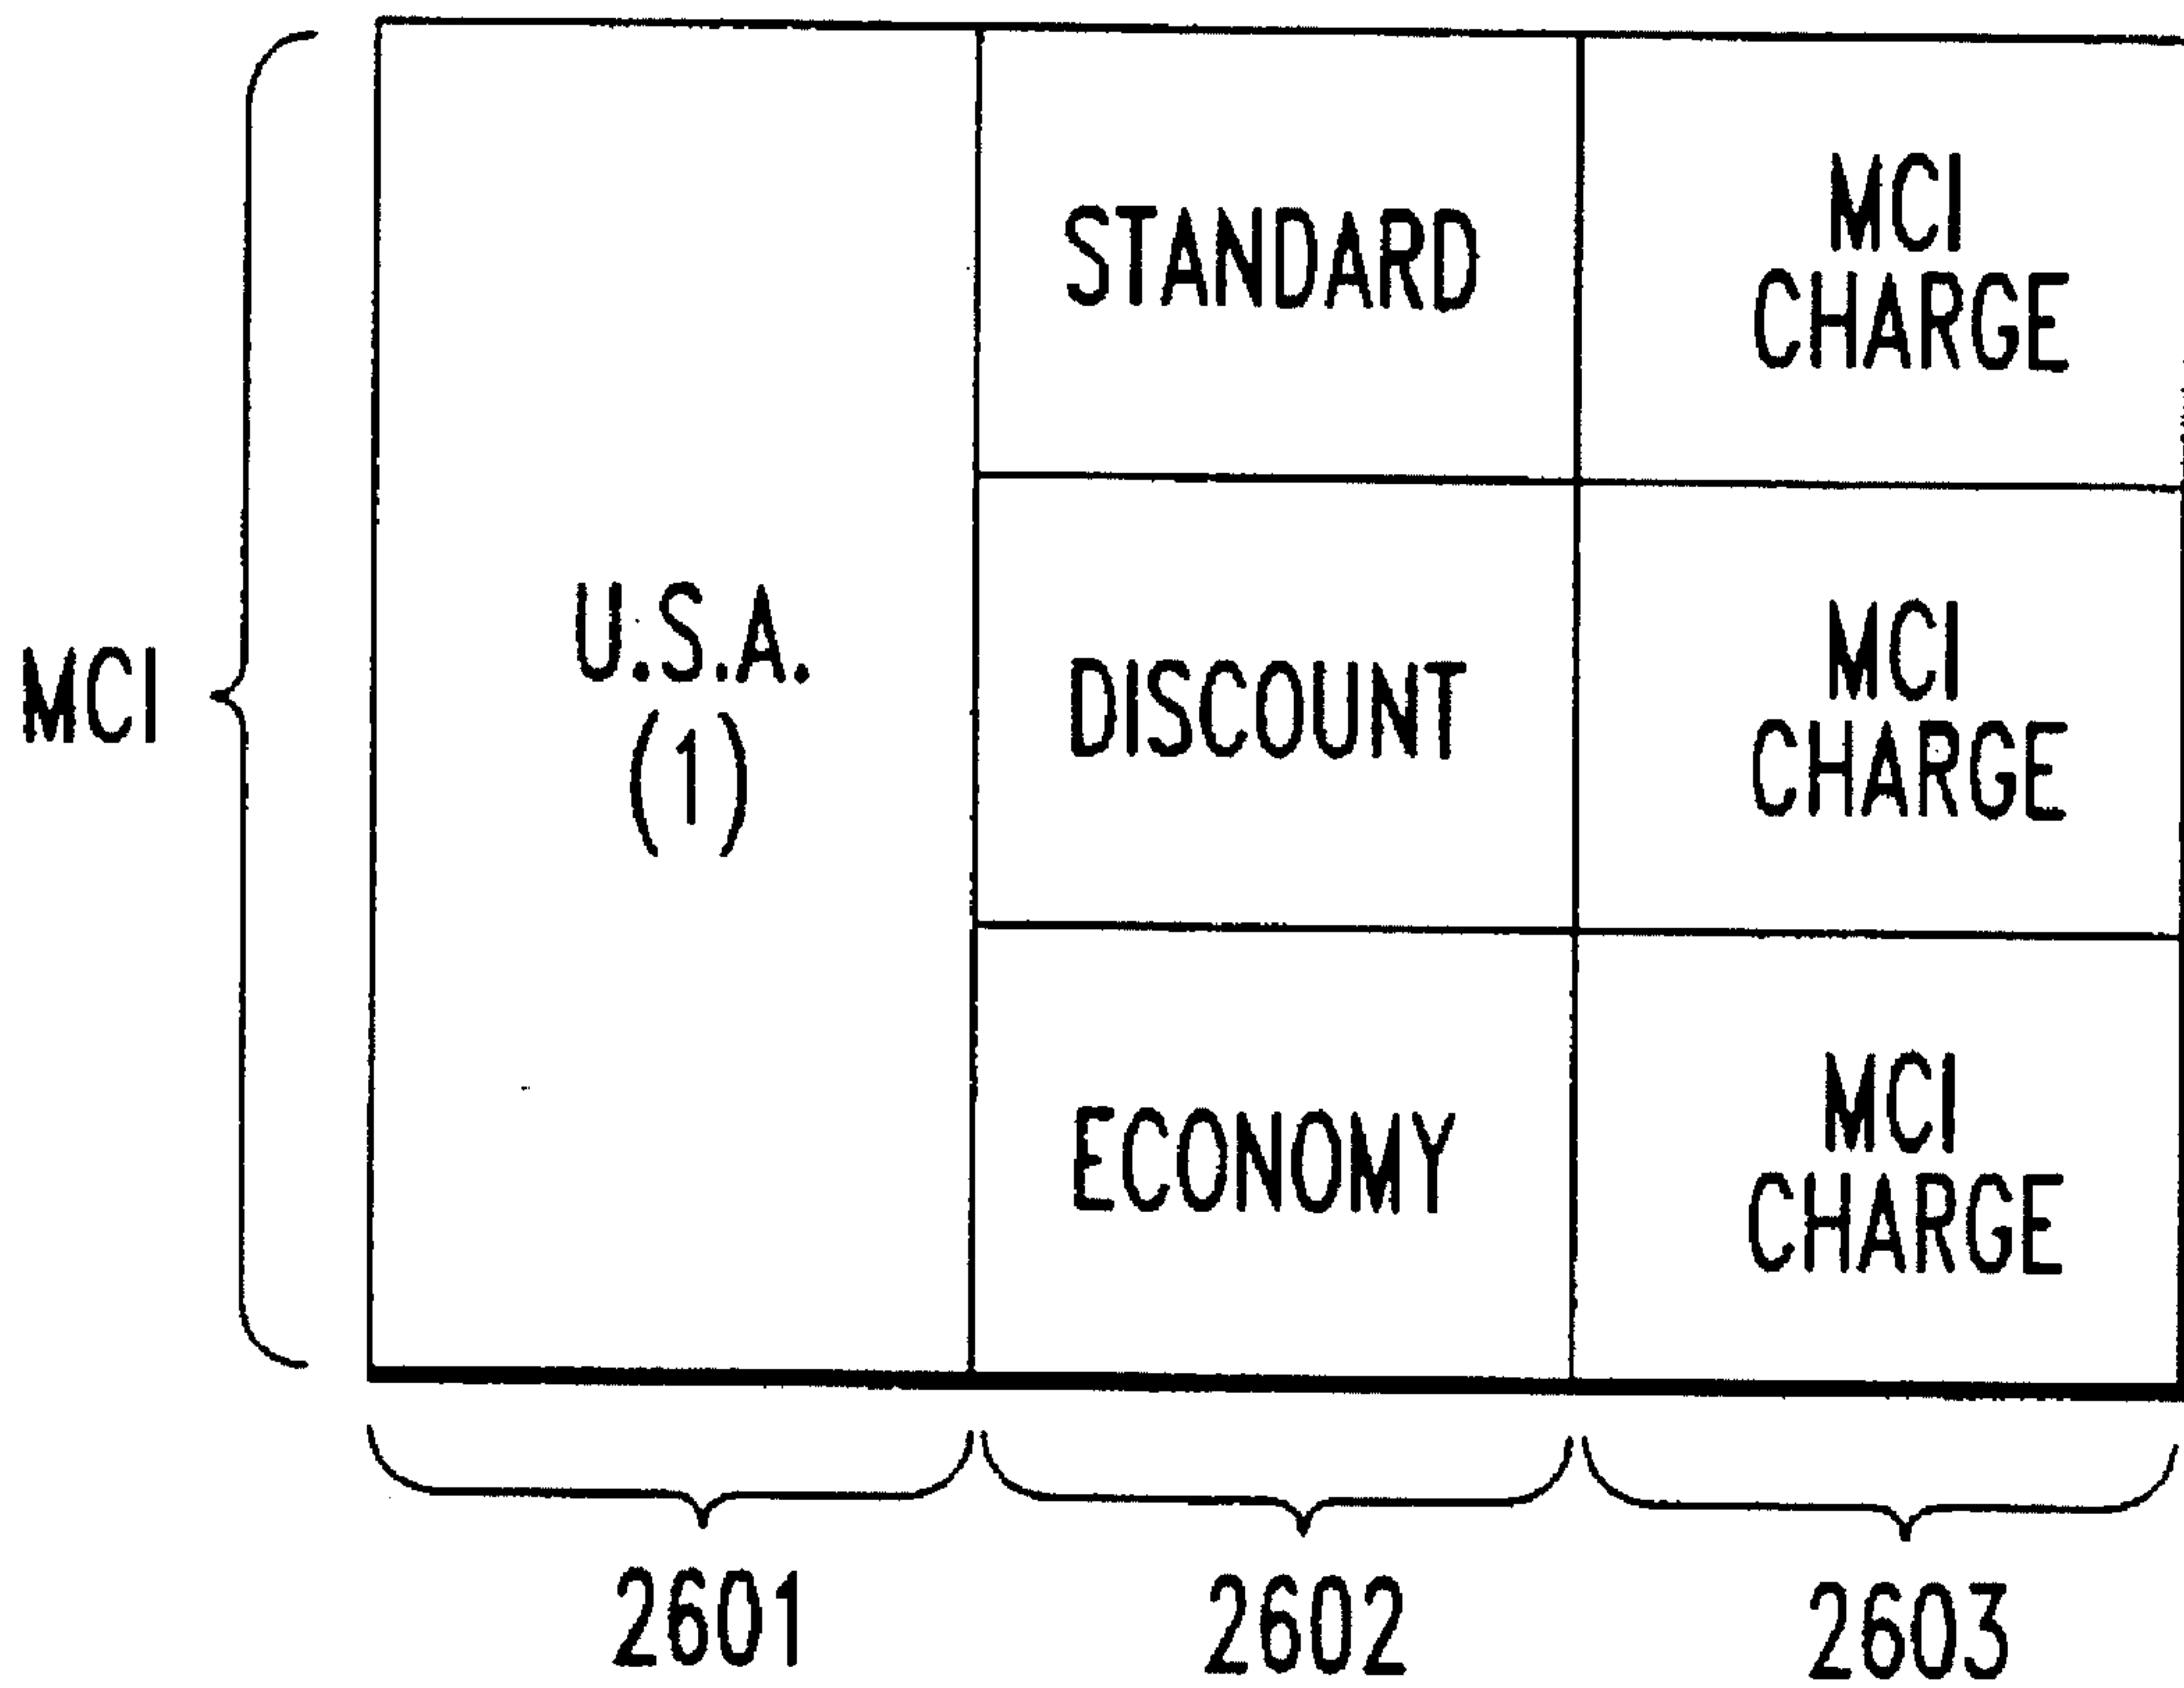 MCI
U.S.A.
(1)
STANDARD
MCI
CHARGE
DISCOUNT
MCI
CHARGE
ECONOMY
MCI
CHARGE
2601
2602
2603